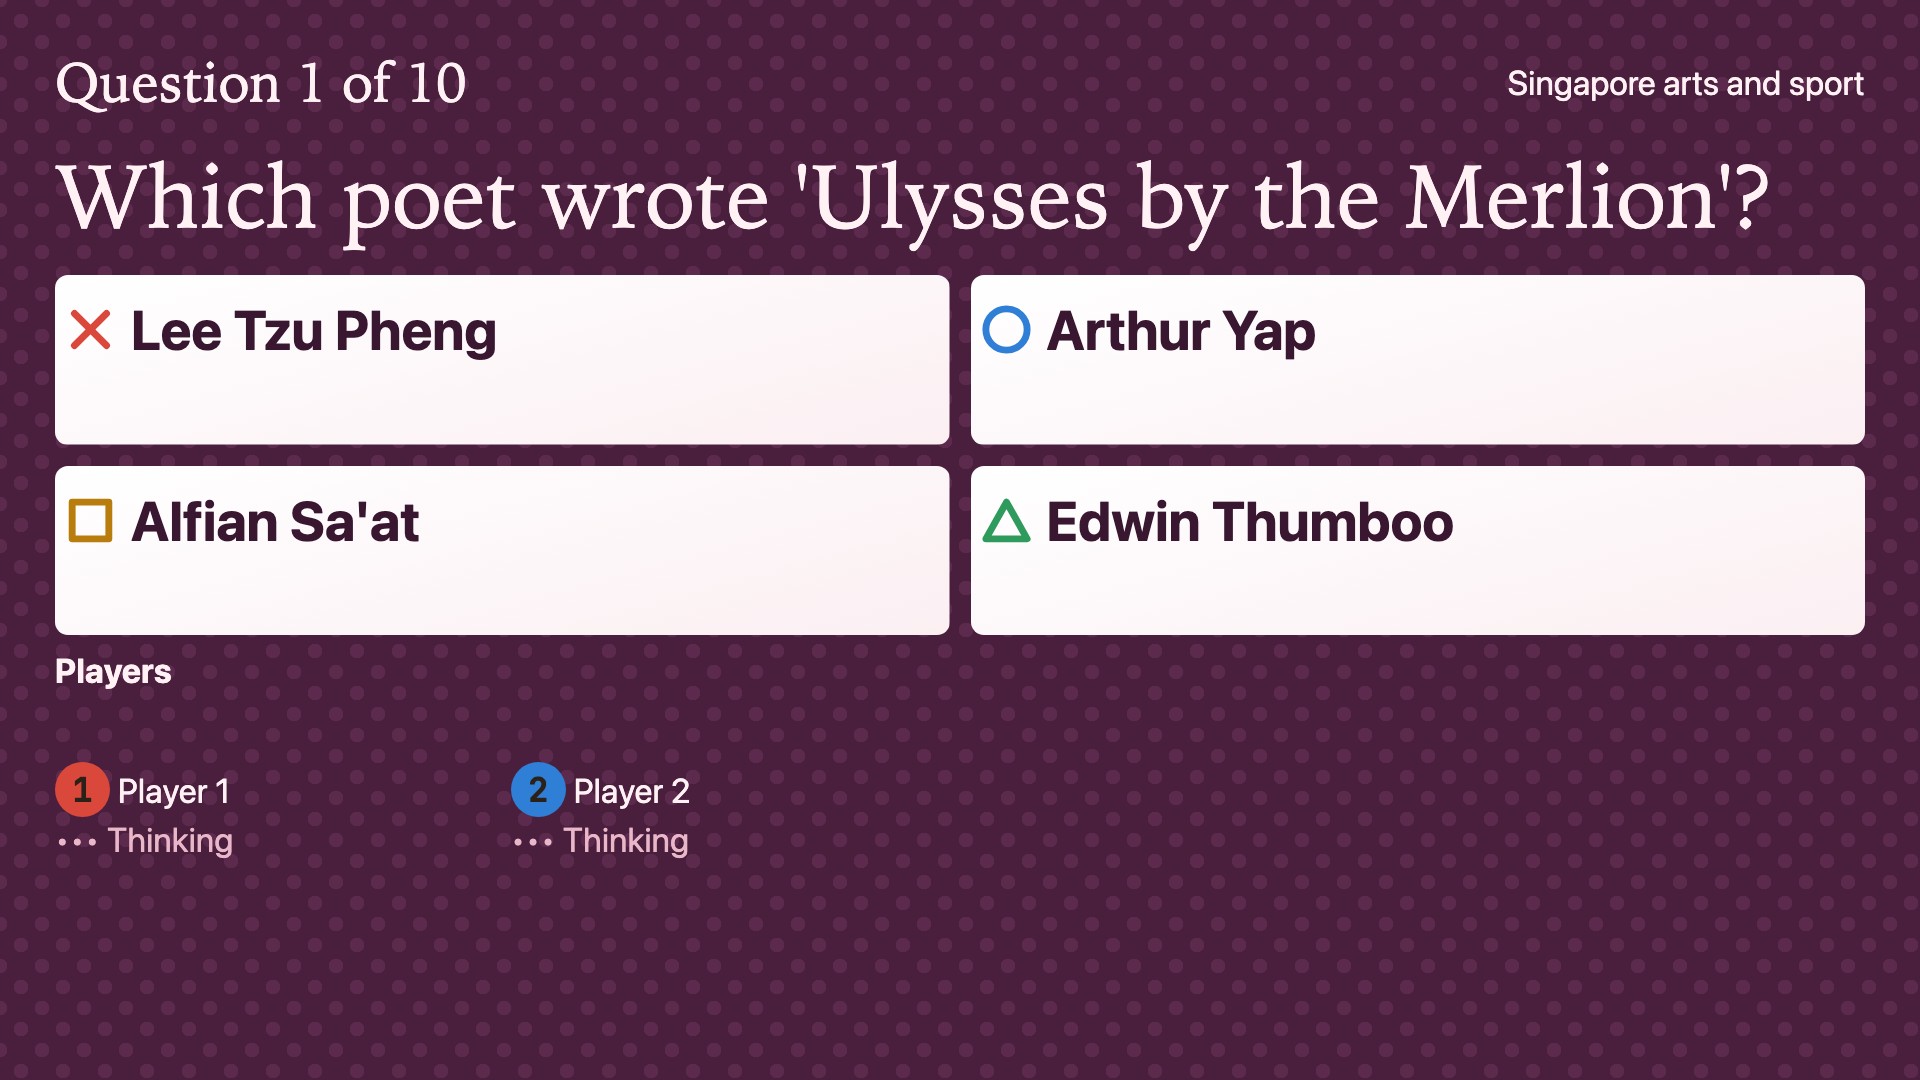 Question 1 of 10
Singapore arts and sport
Which poet wrote 'Ulysses by the Merlion'?
Lee Tzu Pheng
Arthur Yap
Alfian Sa'at
Edwin Thumboo
Players
1 Player 1
2 Player 2
... Thinking
... Thinking